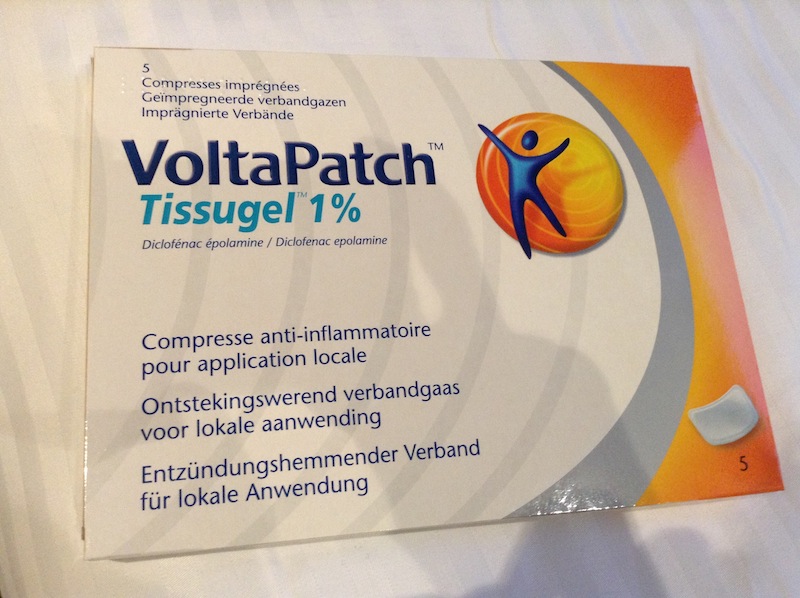 5
Compresses imprégnées
Geïmpregneerde verbandgazen
Imprägnierte Verbände
VoltaPatch™
Tissugel™ 1%
Diclofénac épolamine / Diclofenac epolamine
Compresse anti-inflammatoire
pour application locale
Ontstekingswerend verbandgaas
voor lokale aanwending
Entzündungshemmender Verband
für lokale Anwendung
5